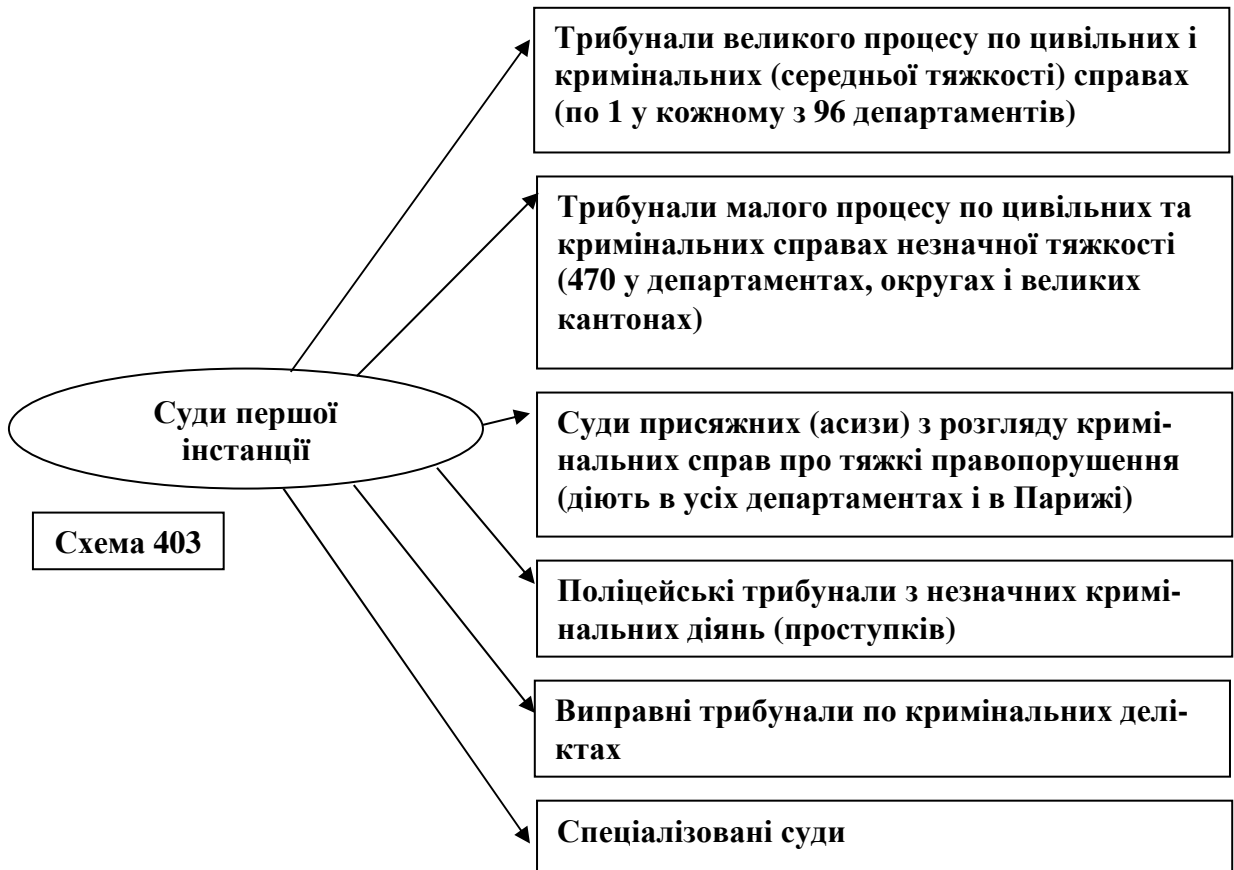 Трибунали великого процесу по цивільних і
кримінальних (середньої тяжкості) справах
(по 1 у кожному з 96 департаментів)
Трибунали малого процесу по цивільних та
кримінальних справах незначної тяжкості
(470 у департаментах, округах і великих
кантонах)
Суди першої
інстанції
Суди присяжних (асизи) з розгляду кримі-
нальних справ про тяжкі правопорушення
(діють в усіх департаментах і в Парижі)
Схема 403
Поліцейські трибунали з незначних кримі-
нальних діянь (проступків)
Виправні трибунали по кримінальних делі-
ктах
Спеціалізовані суди